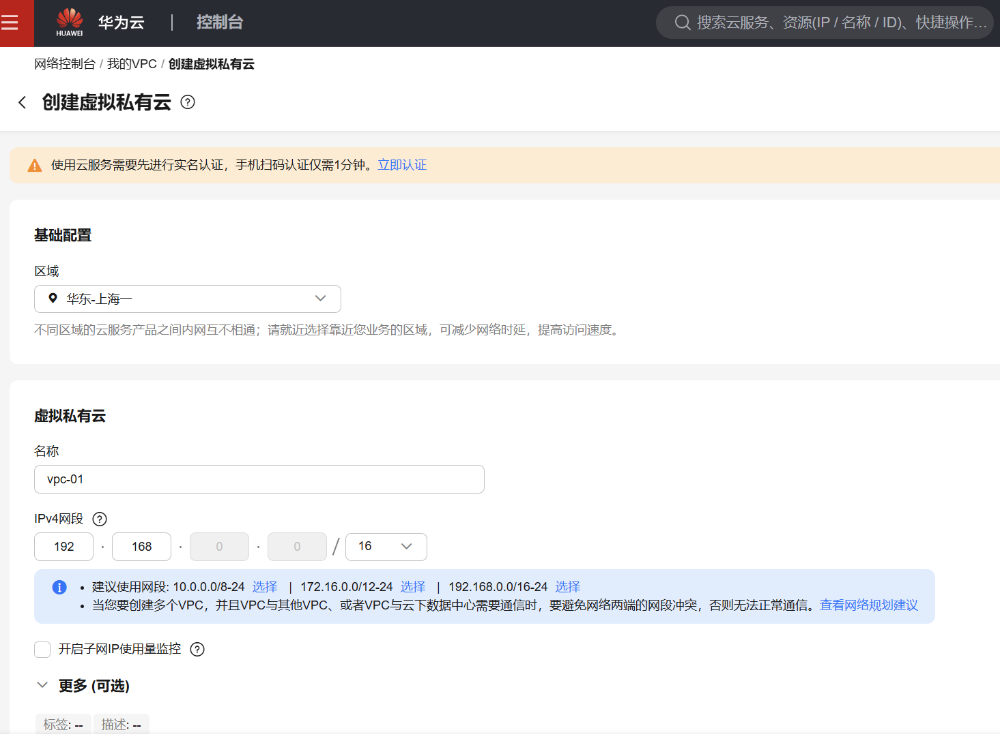 HUAWEI 华为云 | 控制台 搜索云服务、资源(IP / 名称 / ID)、快捷操作...
网络控制台 / 我的VPC / 创建虚拟私有云
创建虚拟私有云 ?
使用云服务需要先进行实名认证，手机扫码认证仅需1分钟。立即认证
基础配置
区域
华东-上海一
不同区域的云服务产品之间内网互不相通；请就近选择靠近您业务的区域，可减少网络时延，提高访问速度。
虚拟私有云
名称
vpc-01
IPv4网段 ?
192 · 168 · 0 · 0 / 16
• 建议使用网段: 10.0.0.0/8-24 选择 | 172.16.0.0/12-24 选择 | 192.168.0.0/16-24 选择
• 当您要创建多个VPC，并且VPC与其他VPC、或者VPC与云下数据中心需要通信时，要避免网络两端的网段冲突，否则无法正常通信。查看网络规划建议
开启子网IP使用量监控 ?
更多 (可选)
标签: -- 描述: --